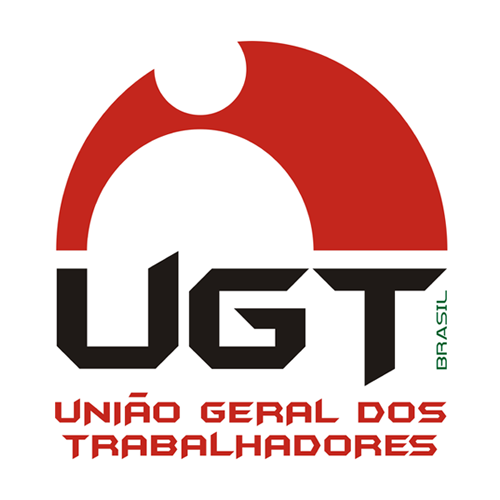 UGT
BRASIL
UNIÃO GERAL DOS
TRABALHADORES